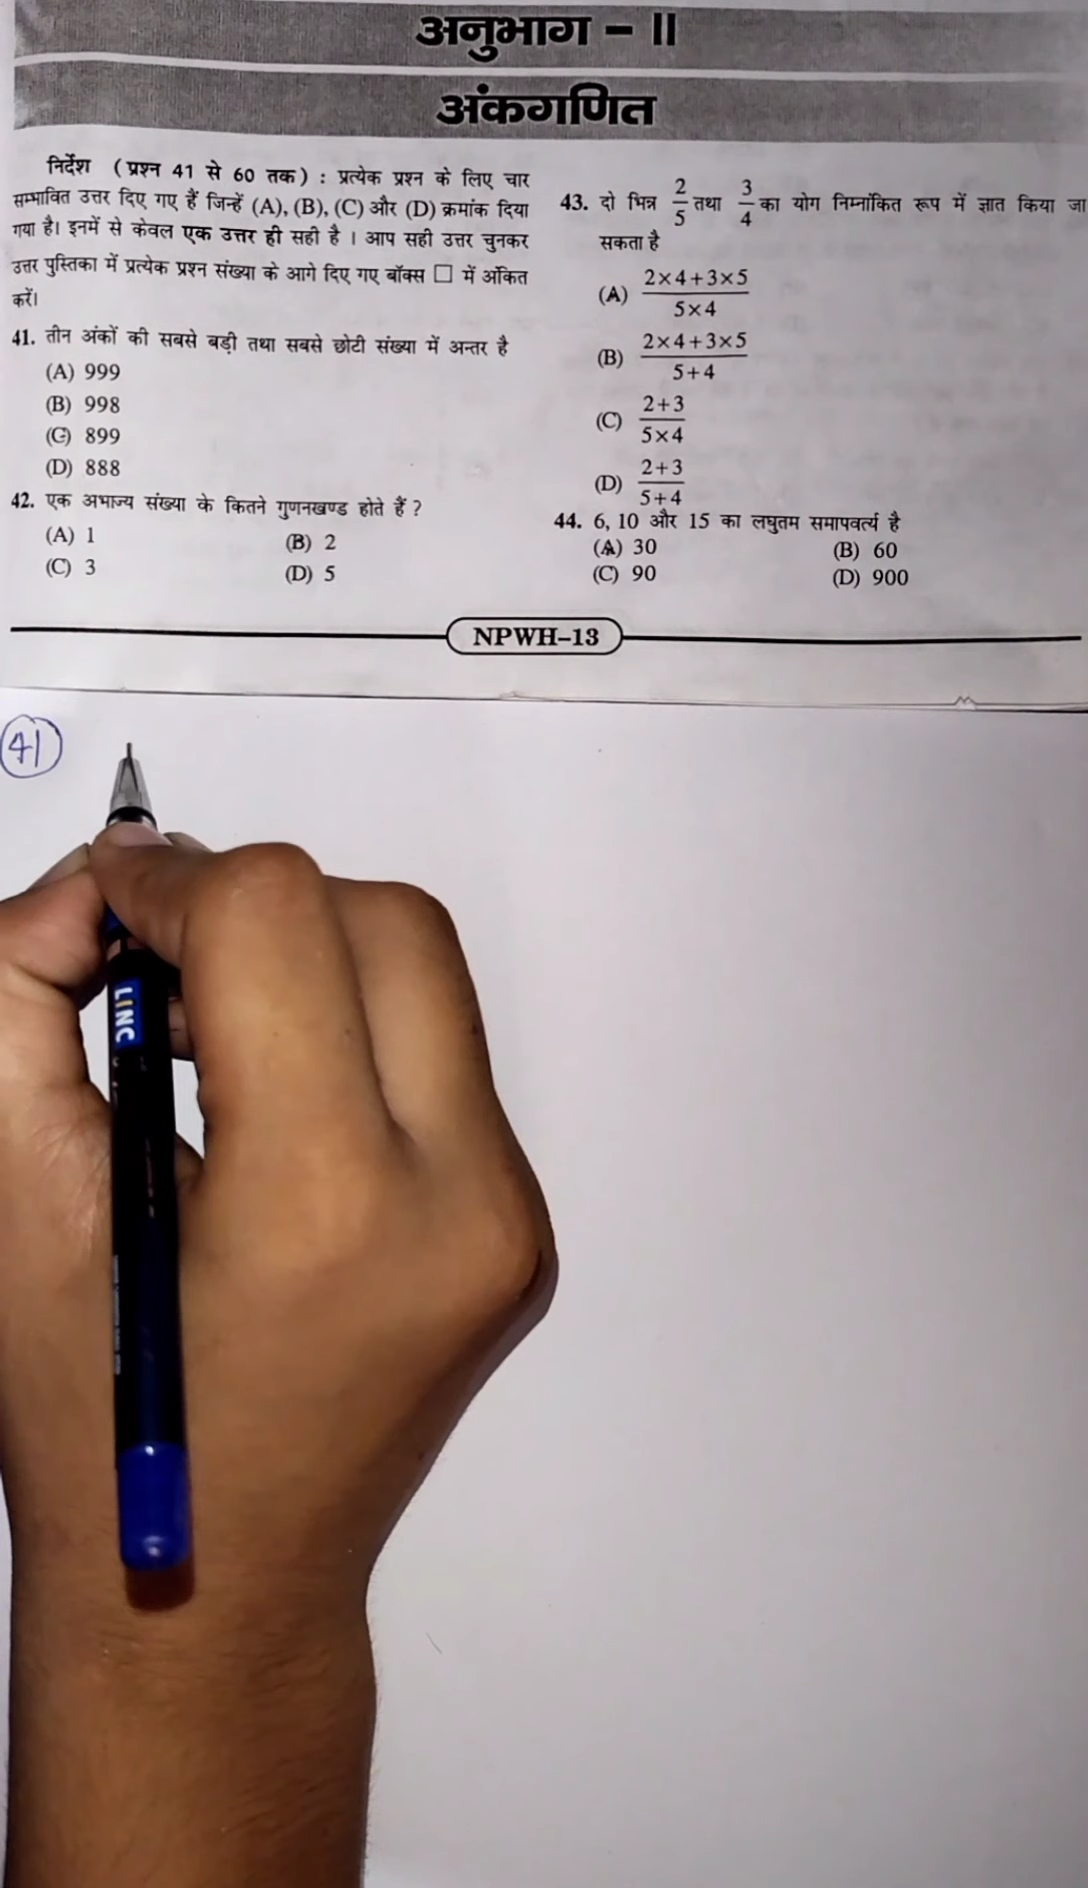 अनुभाग – II
अंकगणित
निर्देश (प्रश्न 41 से 60 तक) : प्रत्येक प्रश्न के लिए चार
सम्भावित उत्तर दिए गए हैं जिन्हें (A), (B), (C) और (D) क्रमांक दिया
गया है। इनमें से केवल एक उत्तर ही सही है । आप सही उत्तर चुनकर
उत्तर पुस्तिका में प्रत्येक प्रश्न संख्या के आगे दिए गए बॉक्स □ में अंकित
करें।
41. तीन अंकों की सबसे बड़ी तथा सबसे छोटी संख्या में अन्तर है
(A) 999
(B) 998
(C) 899
(D) 888
42. एक अभाज्य संख्या के कितने गुणनखण्ड होते हैं ?
(A) 1 (B) 2
(C) 3 (D) 5
43. दो भिन्न 2/5 तथा 3/4 का योग निम्नांकित रूप में ज्ञात किया जा
सकता है
(A) 2×4+3×5 / 5×4
(B) 2×4+3×5 / 5+4
(C) 2+3 / 5×4
(D) 2+3 / 5+4
44. 6, 10 और 15 का लघुतम समापवर्त्य है
(A) 30 (B) 60
(C) 90 (D) 900
NPWH–13
41
LINC